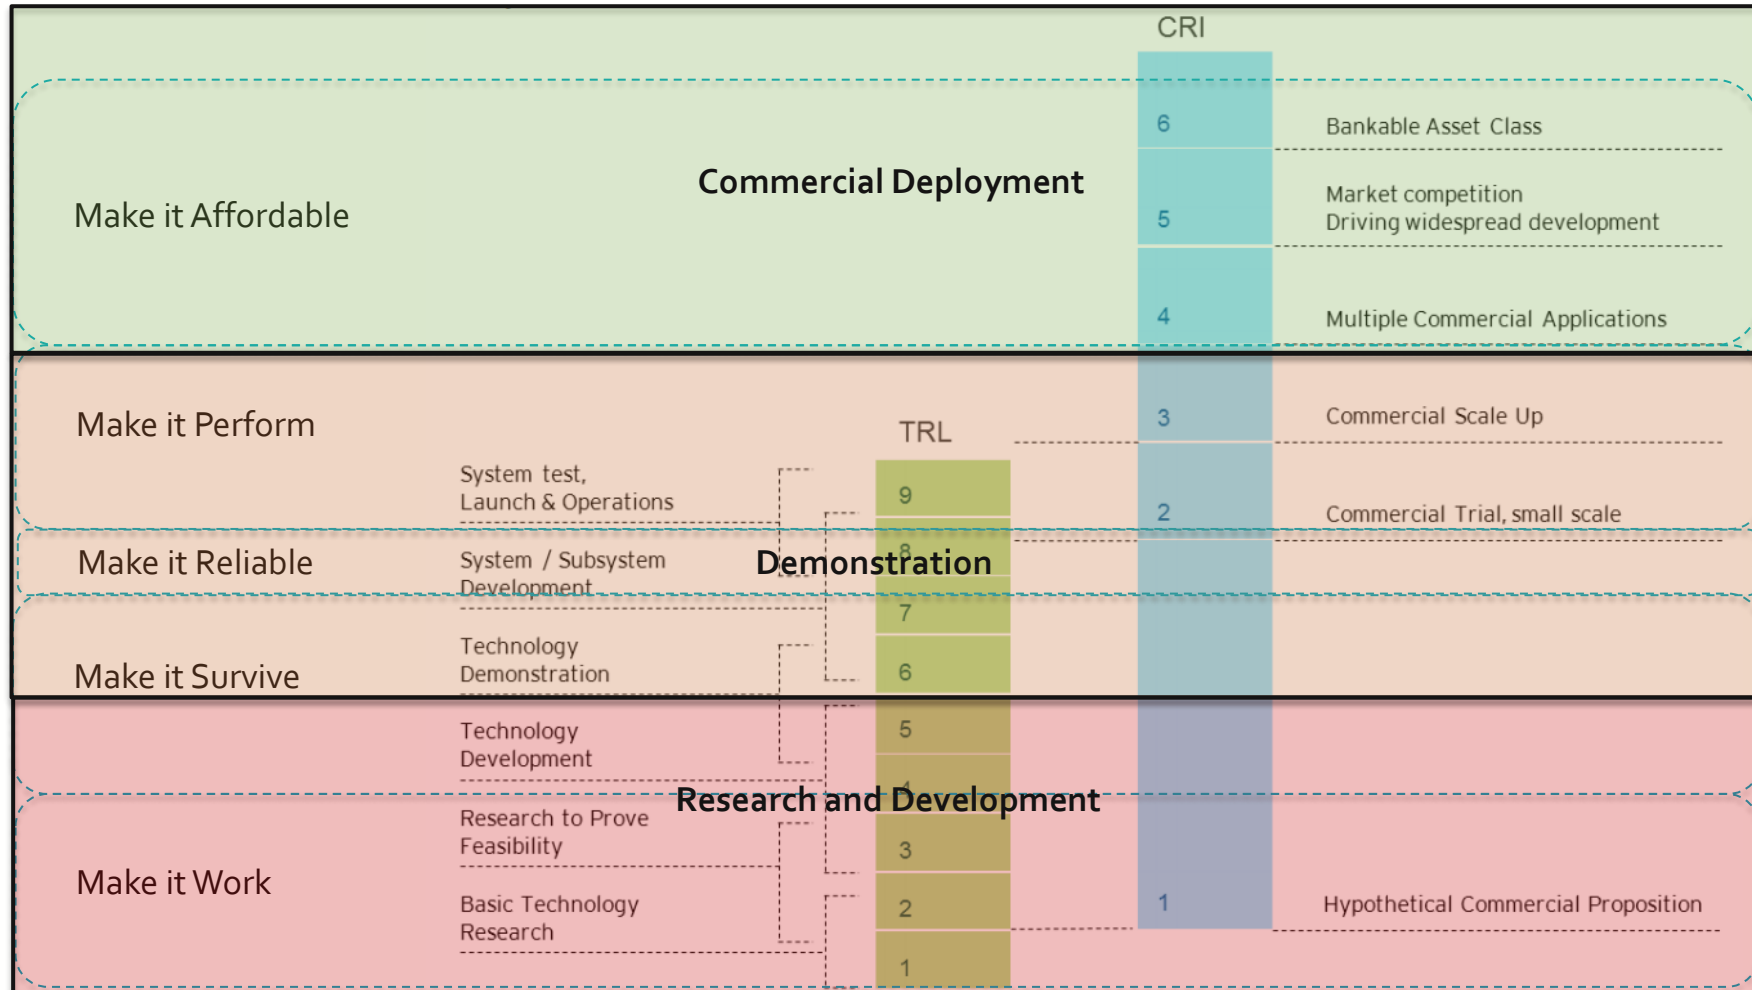 CRI
6
Bankable Asset Class
Commercial Deployment
Make it Affordable
5
Market competition
Driving widespread development
4
Multiple Commercial Applications
Make it Perform
3
Commercial Scale Up
TRL
System test,
Launch & Operations
9
2
Commercial Trial, small scale
Make it Reliable
System / Subsystem
Development
Demonstration
8
7
Make it Survive
Technology
Demonstration
6
Technology
Development
5
4
Research and Development
Research to Prove
Feasibility
3
Make it Work
Basic Technology
Research
2
1
Hypothetical Commercial Proposition
1